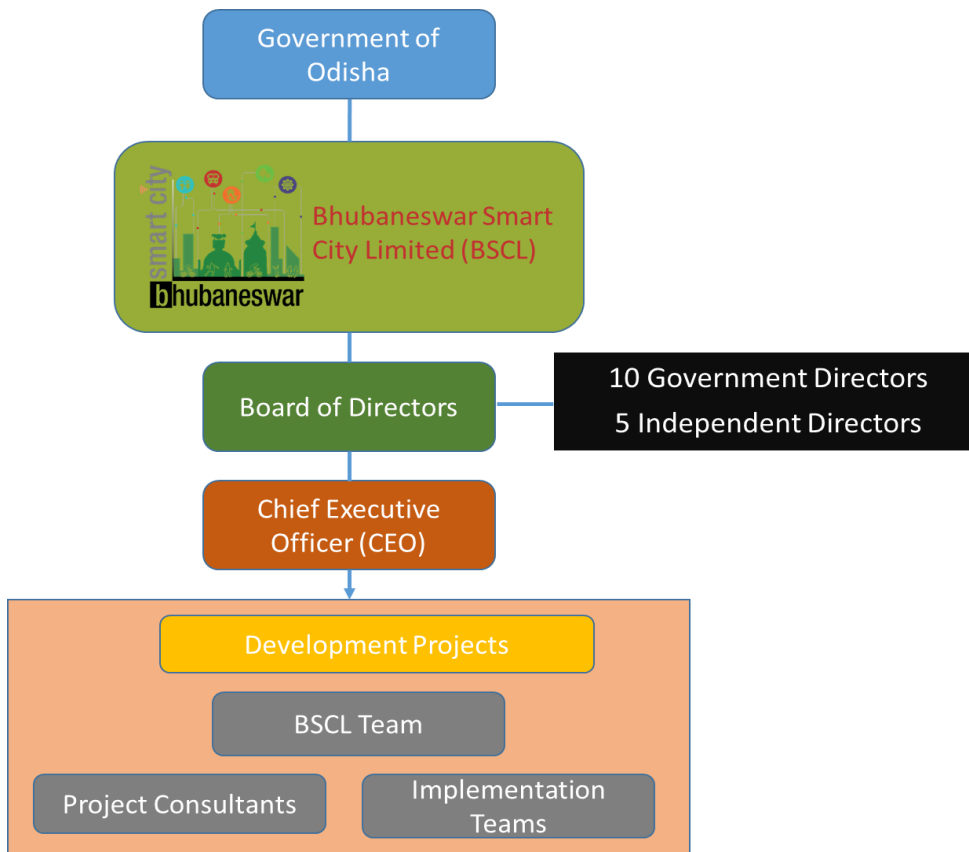 Government of
Odisha
smart city
bhubaneswar
Bhubaneswar Smart
City Limited (BSCL)
Board of Directors
10 Government Directors
5 Independent Directors
Chief Executive
Officer (CEO)
Development Projects
BSCL Team
Project Consultants
Implementation
Teams